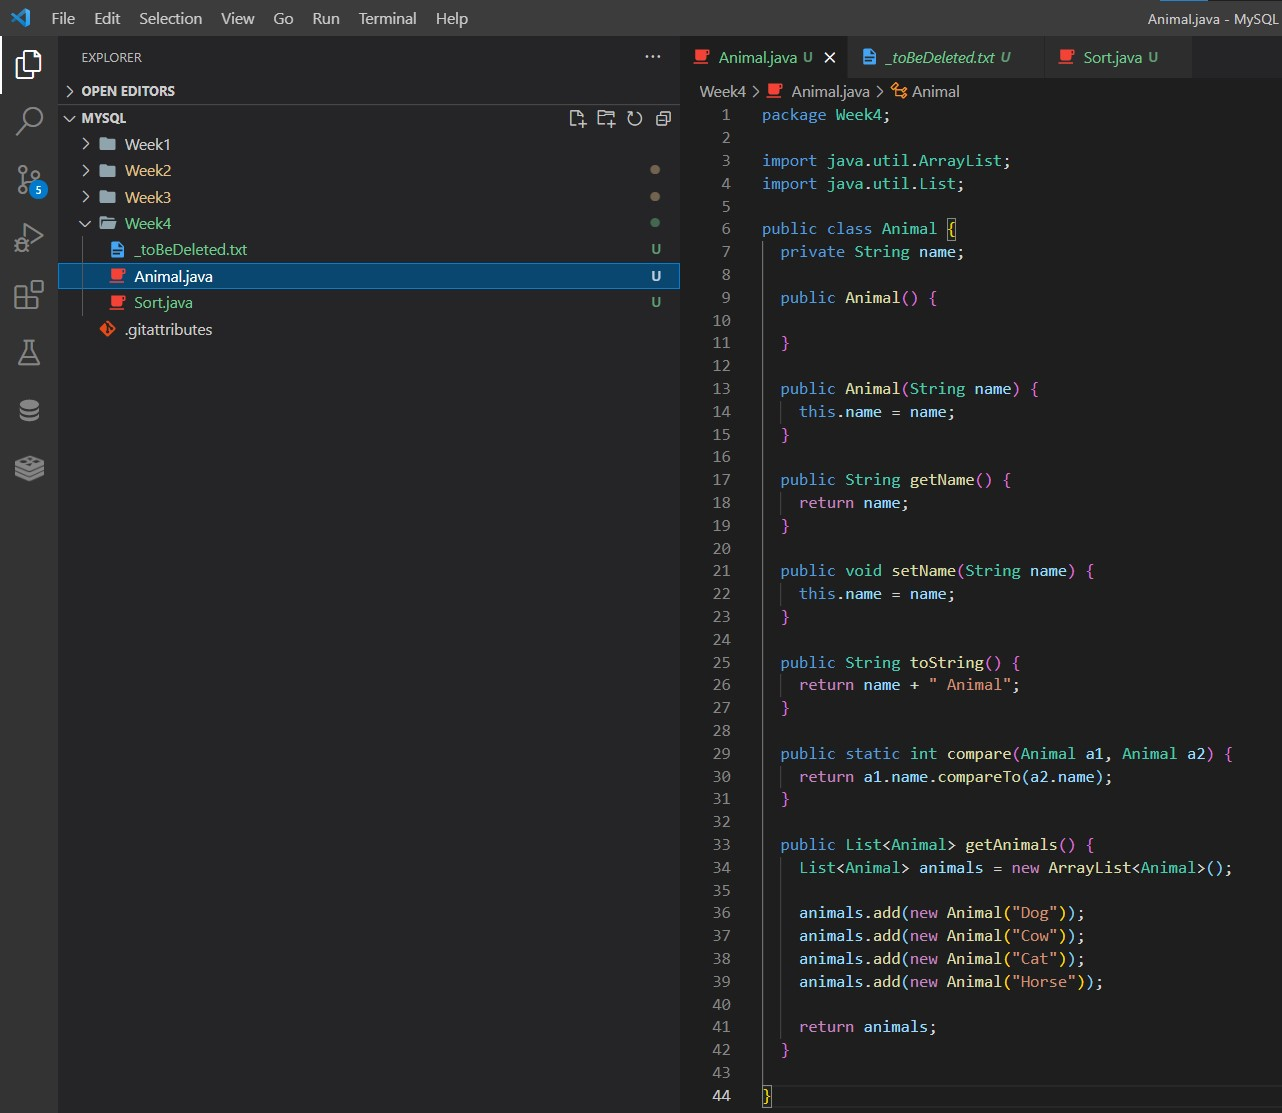 File Edit Selection View Go Run Terminal Help Animal.java - MySQL
EXPLORER ...
OPEN EDITORS
MYSQL
Week1
Week2
Week3
Week4
_toBeDeleted.txt U
Animal.java U
Sort.java U
.gitattributes
5
Animal.java U _toBeDeleted.txt U Sort.java U
Week4 > Animal.java > Animal
1 package Week4;
2
3 import java.util.ArrayList;
4 import java.util.List;
5
6 public class Animal {
7 private String name;
8
9 public Animal() {
10
11 }
12
13 public Animal(String name) {
14 this.name = name;
15 }
16
17 public String getName() {
18 return name;
19 }
20
21 public void setName(String name) {
22 this.name = name;
23 }
24
25 public String toString() {
26 return name + " Animal";
27 }
28
29 public static int compare(Animal a1, Animal a2) {
30 return a1.name.compareTo(a2.name);
31 }
32
33 public List<Animal> getAnimals() {
34 List<Animal> animals = new ArrayList<Animal>();
35
36 animals.add(new Animal("Dog"));
37 animals.add(new Animal("Cow"));
38 animals.add(new Animal("Cat"));
39 animals.add(new Animal("Horse"));
40
41 return animals;
42 }
43
44 }